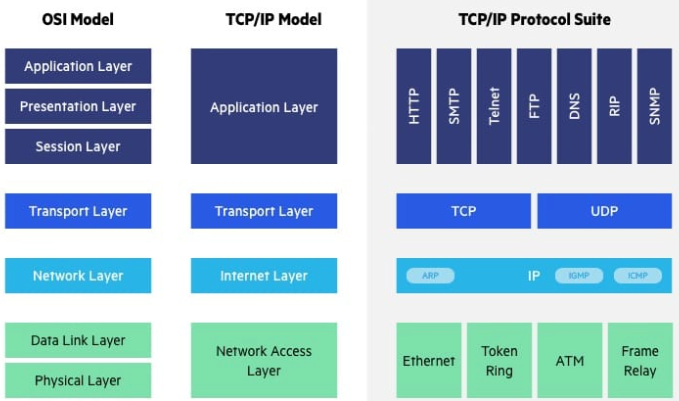 OSI Model
TCP/IP Model
TCP/IP Protocol Suite
Application Layer
Presentation Layer
Session Layer
Application Layer
HTTP
SMTP
Telnet
FTP
DNS
RIP
SNMP
Transport Layer
Transport Layer
TCP
UDP
Network Layer
Internet Layer
ARP
IP
IGMP
ICMP
Data Link Layer
Physical Layer
Network Access
Layer
Ethernet
Token
Ring
ATM
Frame
Relay